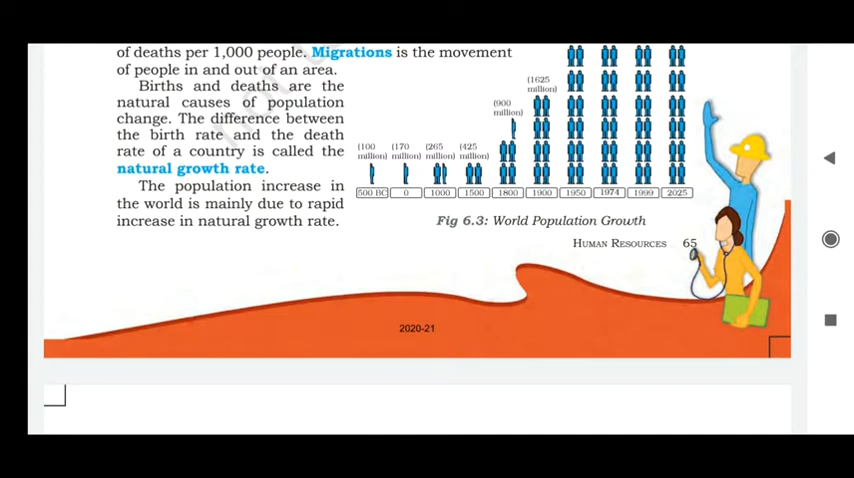 of deaths per 1,000 people. Migrations is the movement
of people in and out of an area.
Births and deaths are the
natural causes of population
change. The difference between
the birth rate and the death
rate of a country is called the
natural growth rate.
The population increase in
the world is mainly due to rapid
increase in natural growth rate.
(1625
million)
(900
million)
(100
million)
(170
million)
(265
million)
(425
million)
500 BC 0 1000 1500 1800 1900 1950 1974 1999 2025
Fig 6.3: World Population Growth
HUMAN RESOURCES 65
2020-21